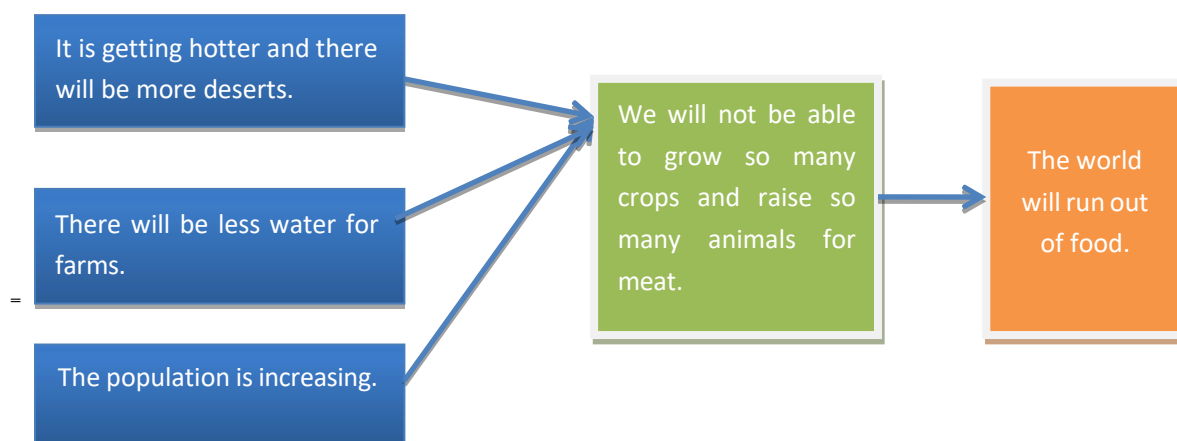 It is getting hotter and there
will be more deserts.
There will be less water for
farms.
=
The population is increasing.
We will not be able
to grow so many
crops and raise so
many animals for
meat.
The world
will run out
of food.